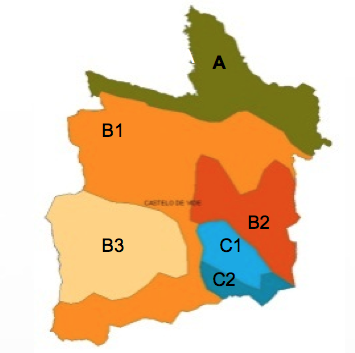 A
B1
CASTELO DE VIDE
B2
B3
C1
C2